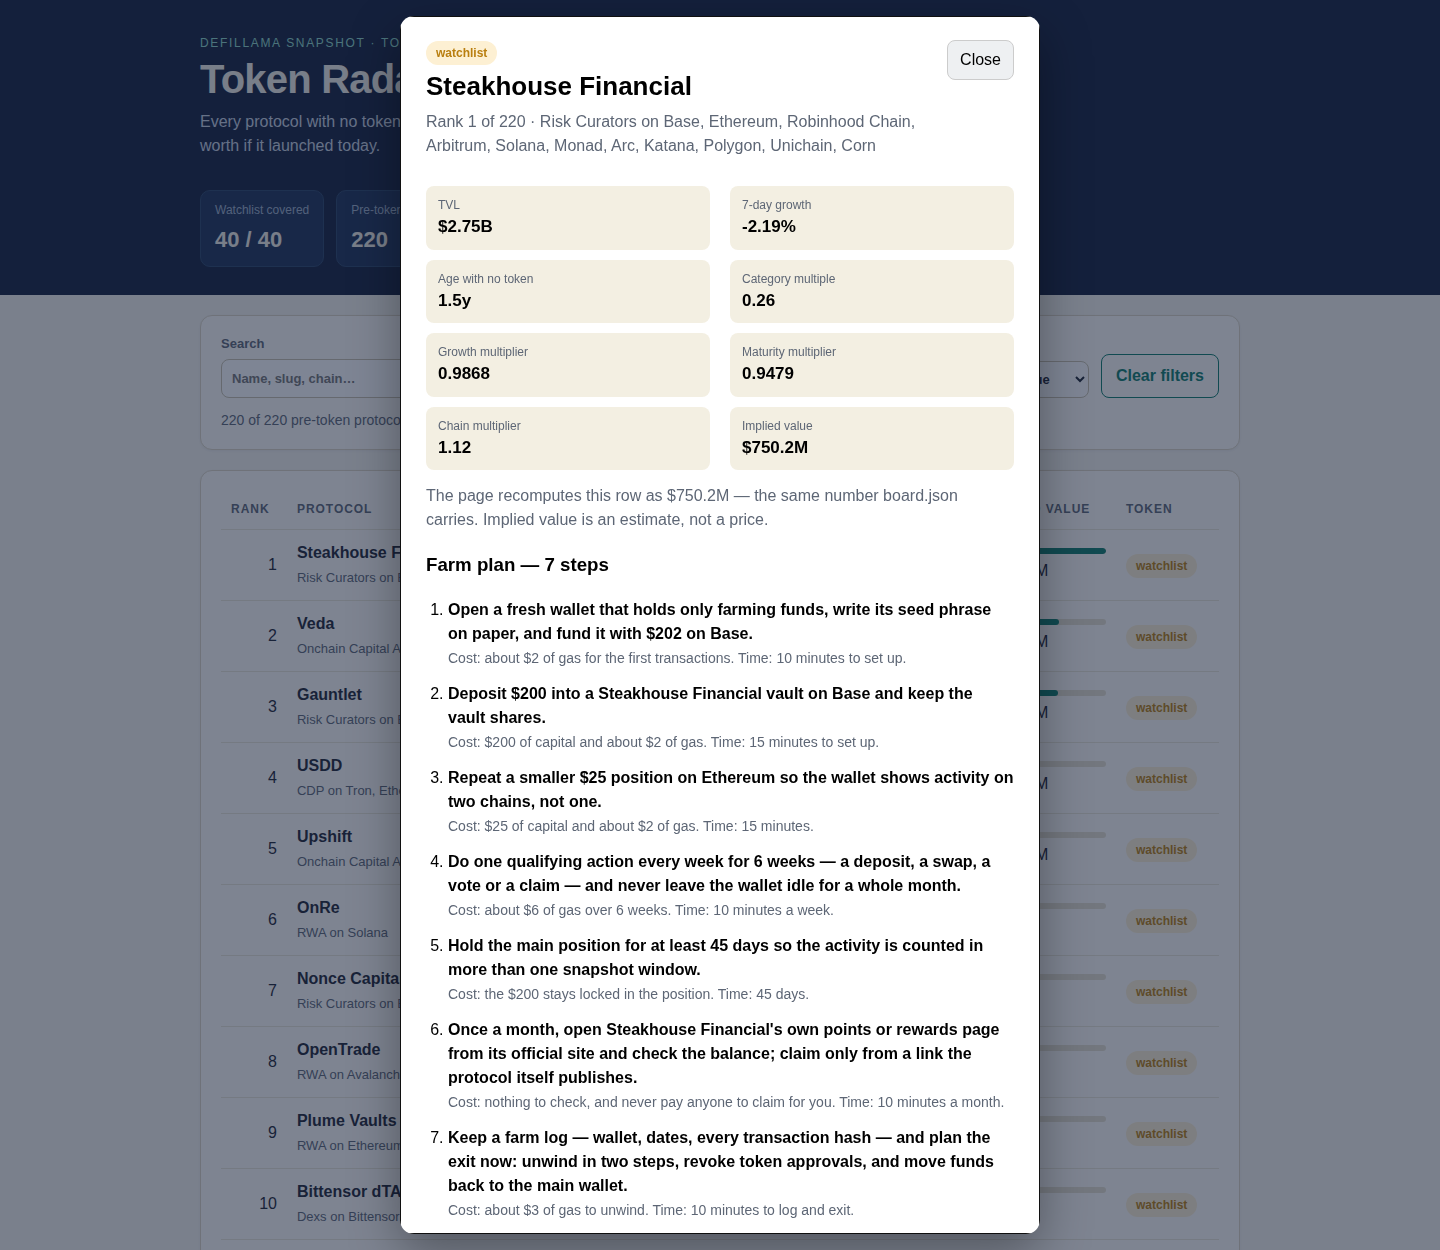 DEFILLAMA SNAPSHOT · TO
Token Rada
Every protocol with no token
worth if it launched today.
Watchlist covered
40 / 40
Pre-token
220
watchlist
Close
Steakhouse Financial
Rank 1 of 220 · Risk Curators on Base, Ethereum, Robinhood Chain,
Arbitrum, Solana, Monad, Arc, Katana, Polygon, Unichain, Corn
TVL
$2.75B
7-day growth
-2.19%
Age with no token
1.5y
Category multiple
0.26
Growth multiplier
0.9868
Maturity multiplier
0.9479
Chain multiplier
1.12
Implied value
$750.2M
The page recomputes this row as $750.2M — the same number board.json
carries. Implied value is an estimate, not a price.
Farm plan — 7 steps
1. Open a fresh wallet that holds only farming funds, write its seed phrase
on paper, and fund it with $202 on Base.
Cost: about $2 of gas for the first transactions. Time: 10 minutes to set up.
2. Deposit $200 into a Steakhouse Financial vault on Base and keep the
vault shares.
Cost: $200 of capital and about $2 of gas. Time: 15 minutes to set up.
3. Repeat a smaller $25 position on Ethereum so the wallet shows activity on
two chains, not one.
Cost: $25 of capital and about $2 of gas. Time: 15 minutes.
4. Do one qualifying action every week for 6 weeks — a deposit, a swap, a
vote or a claim — and never leave the wallet idle for a whole month.
Cost: about $6 of gas over 6 weeks. Time: 10 minutes a week.
5. Hold the main position for at least 45 days so the activity is counted in
more than one snapshot window.
Cost: the $200 stays locked in the position. Time: 45 days.
6. Once a month, open Steakhouse Financial's own points or rewards page
from its official site and check the balance; claim only from a link the
protocol itself publishes.
Cost: nothing to check, and never pay anyone to claim for you. Time: 10 minutes a month.
7. Keep a farm log — wallet, dates, every transaction hash — and plan the
exit now: unwind in two steps, revoke token approvals, and move funds
back to the main wallet.
Cost: about $3 of gas to unwind. Time: 10 minutes to log and exit.
Search
Name, slug, chain…
ue
Clear filters
220 of 220 pre-token protoco
RANK PROTOCOL VALUE TOKEN
1 Steakhouse F M watchlist
Risk Curators on
2 Veda M watchlist
Onchain Capital A
3 Gauntlet M watchlist
Risk Curators on
4 USDD M watchlist
CDP on Tron, Eth
5 Upshift M watchlist
Onchain Capital A
6 OnRe watchlist
RWA on Solana
7 Nonce Capita watchlist
Risk Curators on
8 OpenTrade watchlist
RWA on Avalanch
9 Plume Vaults watchlist
RWA on Ethereum
10 Bittensor dTA watchlist
Dexs on Bittensor